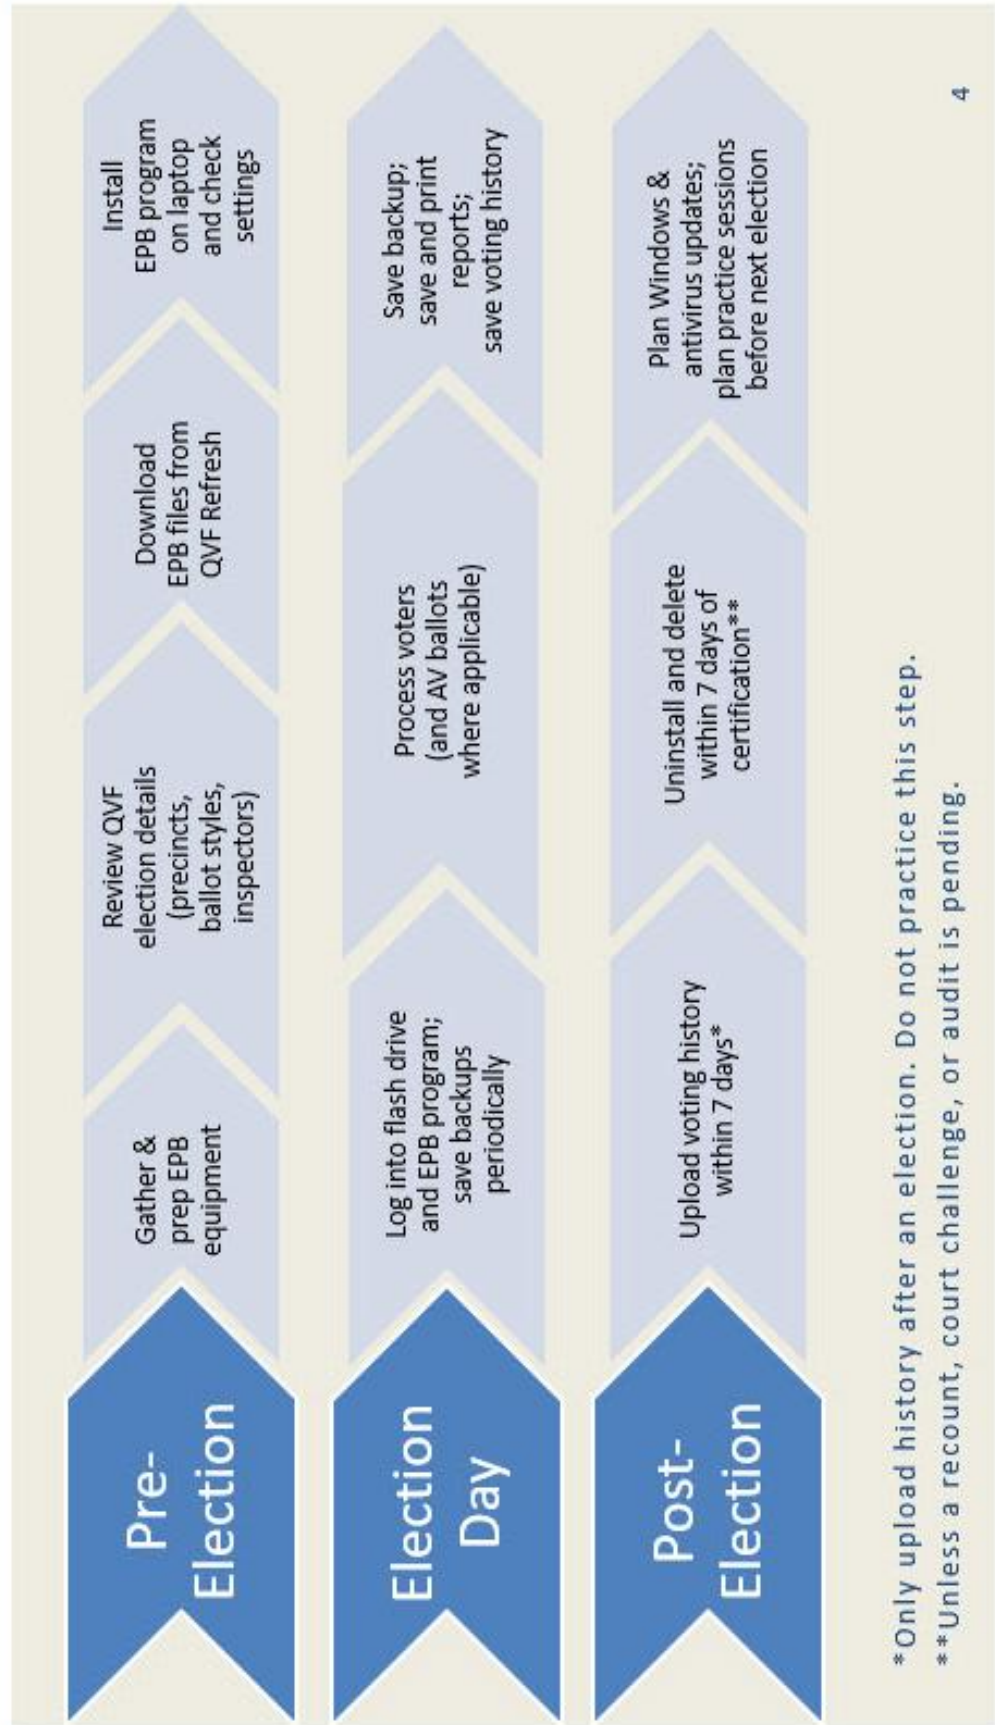 Pre-
Election
Gather &
prep EPB
equipment
Review QVF
election details
(precincts,
ballot styles,
inspectors)
Download
EPB files from
QVF Refresh
Install
EPB program
on laptop
and check
settings
Election
Day
Log into flash drive
and EPB program;
save backups
periodically
Process voters
(and AV ballots
where applicable)
Save backup;
save and print
reports;
save voting history
Post-
Election
Upload voting history
within 7 days*
Uninstall and delete
within 7 days of
certification**
Plan Windows &
antivirus updates;
plan practice sessions
before next election
*Only upload history after an election. Do not practice this step.
**Unless a recount, court challenge, or audit is pending.
4